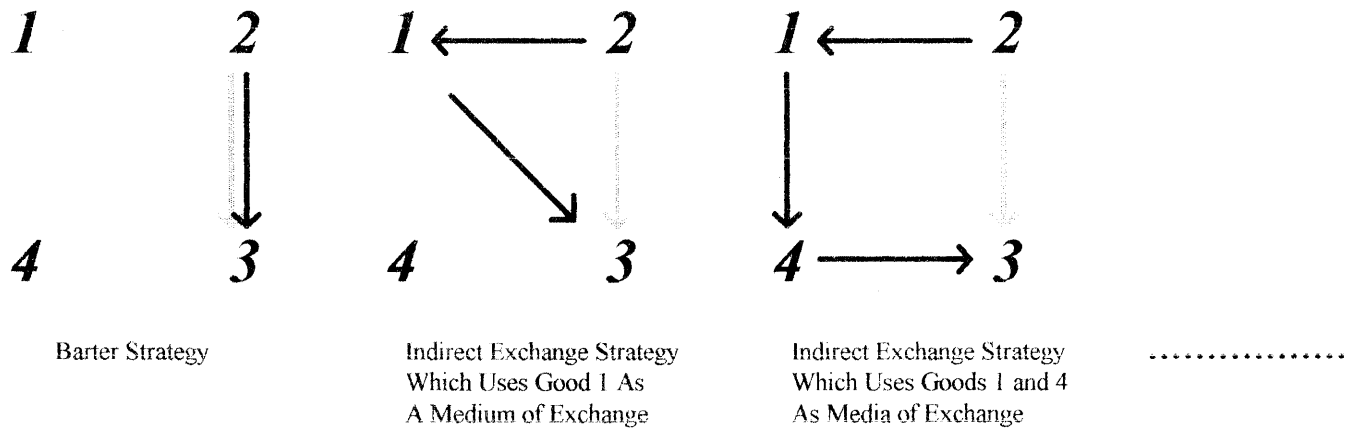 1 2 1 2 1 2
4 3 4 3 4 3
Barter Strategy
Indirect Exchange Strategy
Which Uses Good 1 As
A Medium of Exchange
Indirect Exchange Strategy
Which Uses Goods 1 and 4
As Media of Exchange